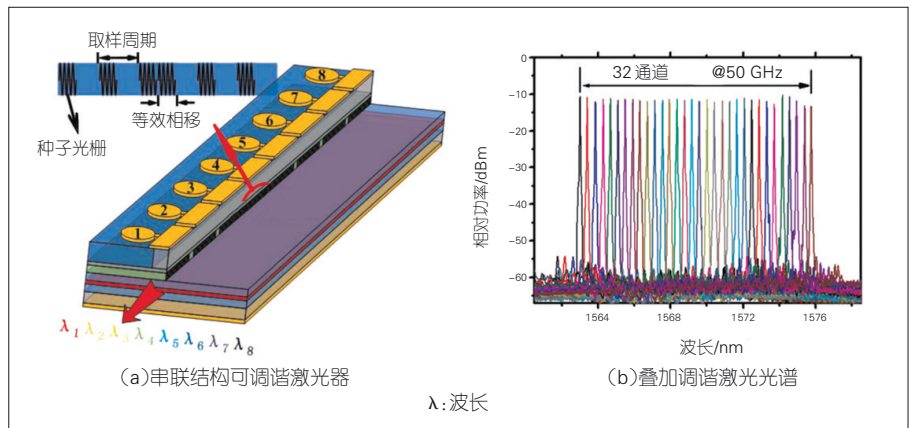 取样周期
等效相移
种子光栅
8
7
6
5
4
3
2
1
λ1 λ2 λ3 λ4 λ5 λ6 λ7 λ8
(a)串联结构可调谐激光器
32通道 @50 GHz
相对功率/dBm
0
-10
-20
-30
-40
-50
-60
1564 1568 1572 1576
波长/nm
(b)叠加调谐激光光谱
λ:波长